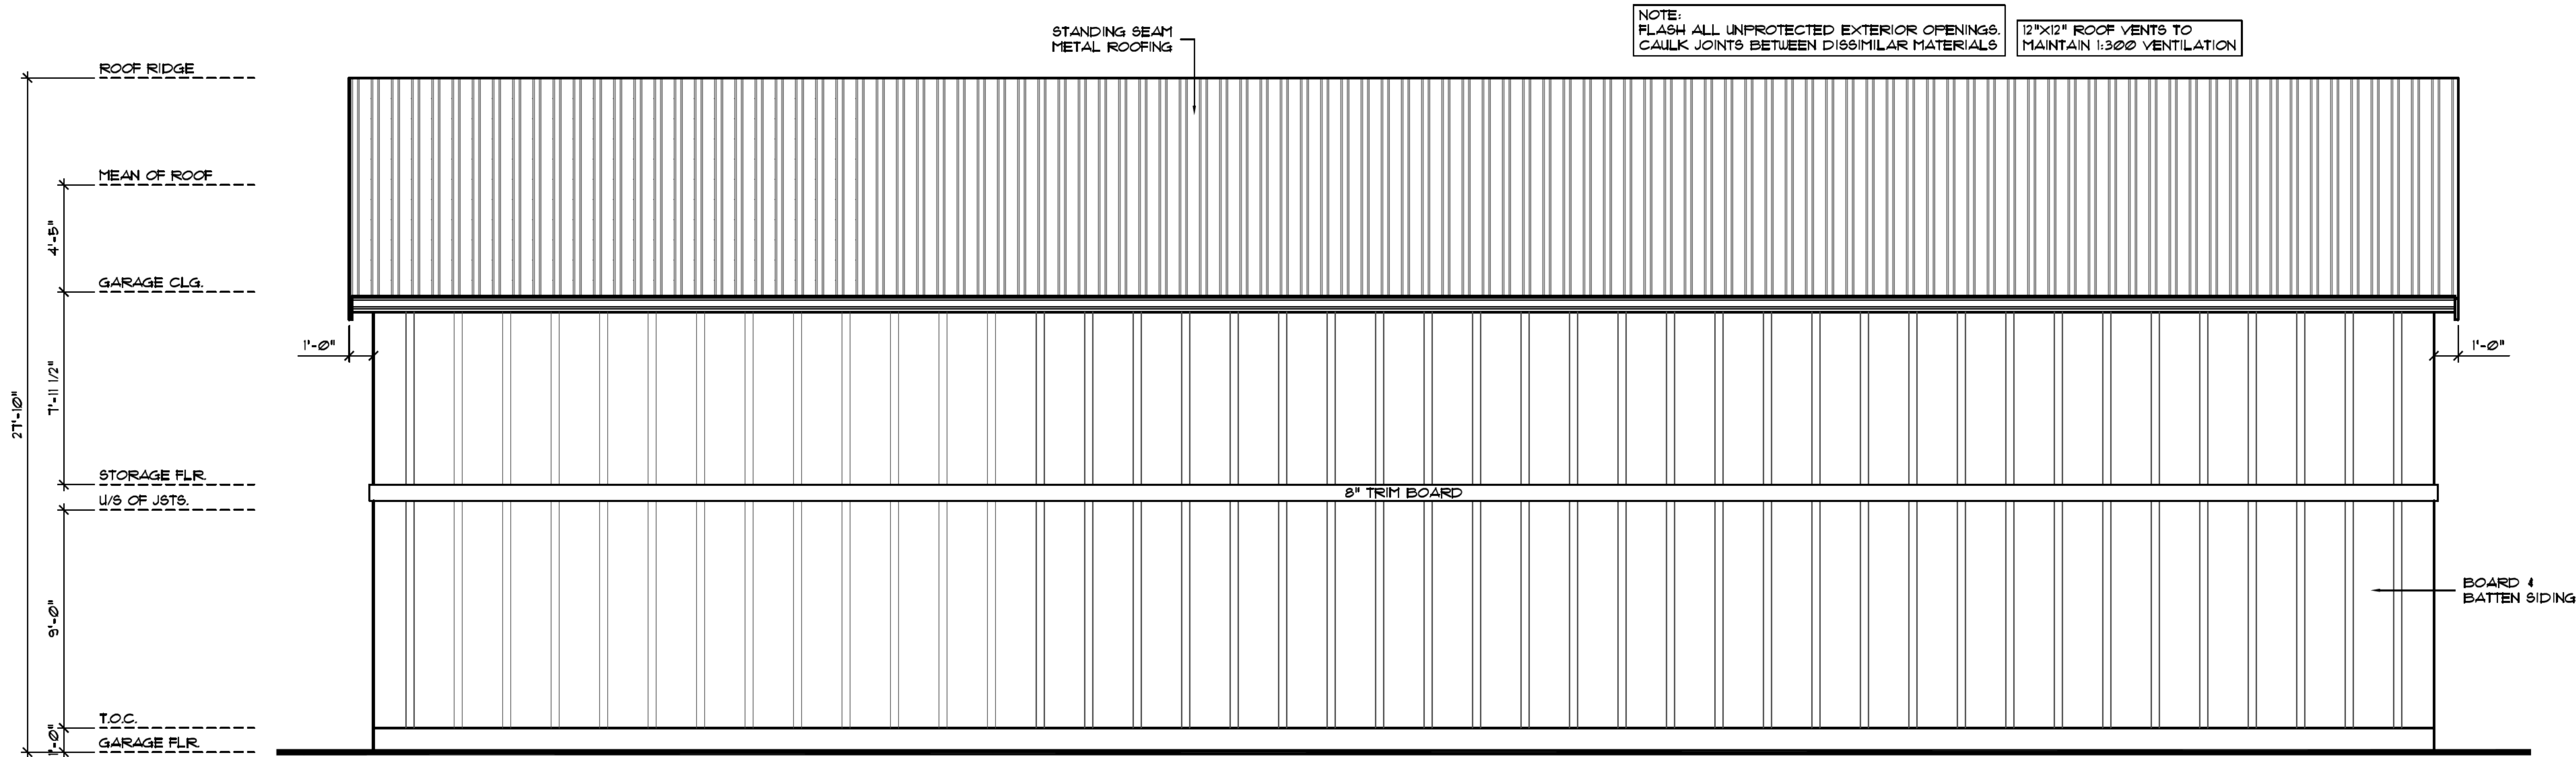 NOTE:
FLASH ALL UNPROTECTED EXTERIOR OPENINGS.
CAULK JOINTS BETWEEN DISSIMILAR MATERIALS
12"X12" ROOF VENTS TO
MAINTAIN 1:300 VENTILATION
STANDING SEAM
METAL ROOFING
ROOF RIDGE
MEAN OF ROOF
4'-5"
GARAGE CLG.
1'-0"
1'-0"
7'-11 1/2"
27'-10"
STORAGE FLR.
U/S OF JSTS.
8" TRIM BOARD
9'-0"
BOARD &
BATTEN SIDING
T.O.C.
1'-0"
GARAGE FLR.